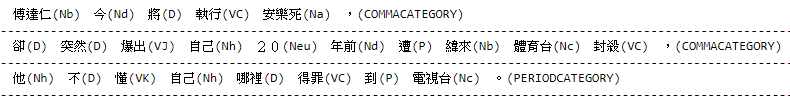 傅達仁(Nb) 今(Nd) 將(D) 執行(VC) 安樂死(Na) ，(COMMACATEGORY)
卻(D) 突然(D) 爆出(VJ) 自己(Nh) ２０(Neu) 年前(Nd) 遭(P) 緯來(Nb) 體育台(Nc) 封殺(VC) ，(COMMACATEGORY)
他(Nh) 不(D) 懂(VK) 自己(Nh) 哪裡(D) 得罪(VC) 到(P) 電視台(Nc) 。(PERIODCATEGORY)